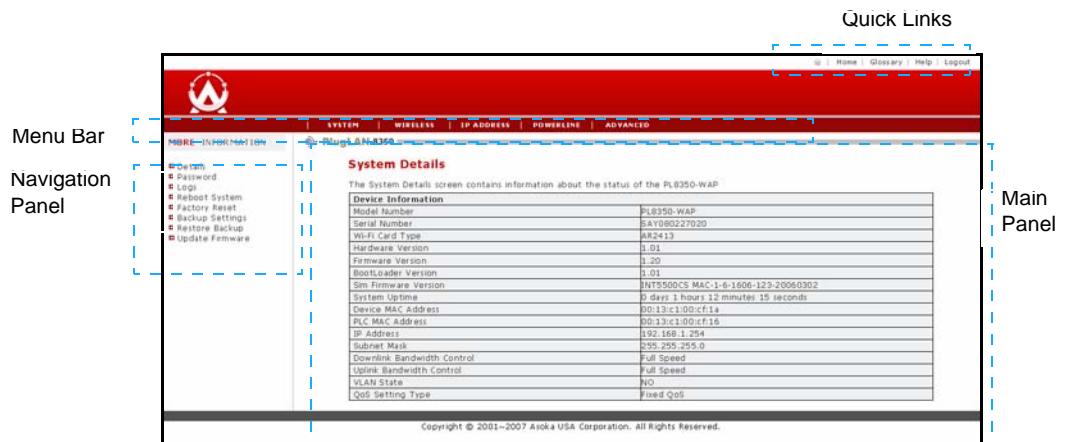 Quick Links
Home | Glossary | Help | Logout
Menu Bar
| SYSTEM | WIRELESS | IP ADDRESS | POWERLINE | ADVANCED
MORE INFORMATION
PlugLAN 8350
Navigation
Panel
Details
Password
Logs
Reboot System
Factory Reset
Backup Settings
Restore Backup
Update Firmware
Main
Panel
System Details
The System Details screen contains information about the status of the PL8350-WAP
Device Information
Model Number PL8350-WAP
Serial Number SAY080227020
Wi-Fi Card Type AR2413
Hardware Version 1.01
Firmware Version 1.20
BootLoader Version 1.01
Sim Firmware Version INT5500CS MAC-1-6-1606-123-20060302
System Uptime 0 days 1 hours 12 minutes 15 seconds
Device MAC Address 00:13:c1:00:cf:1a
PLC MAC Address 00:13:c1:00:cf:16
IP Address 192.168.1.254
Subnet Mask 255.255.255.0
Downlink Bandwidth Control Full Speed
Uplink Bandwidth Control Full Speed
VLAN State NO
QoS Setting Type Fixed QoS
Copyright © 2001~2007 Asoka USA Corporation. All Rights Reserved.